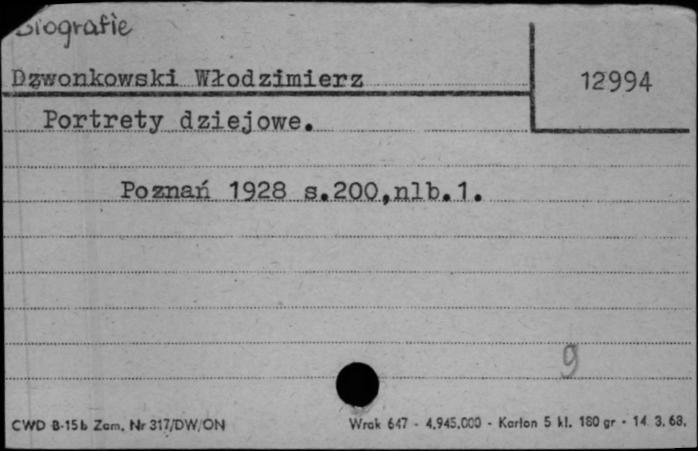 Biografie
Dzwonkowski Włodzimierz
12994
Portrety dziejowe.
Poznań 1928 s.200,nlb.1.
9
CWD B-15b Zam. Nr 317/DW/ON
Wrak 647 - 4.945.000 - Karton 5 kl. 180 gr - 14. 3. 68.